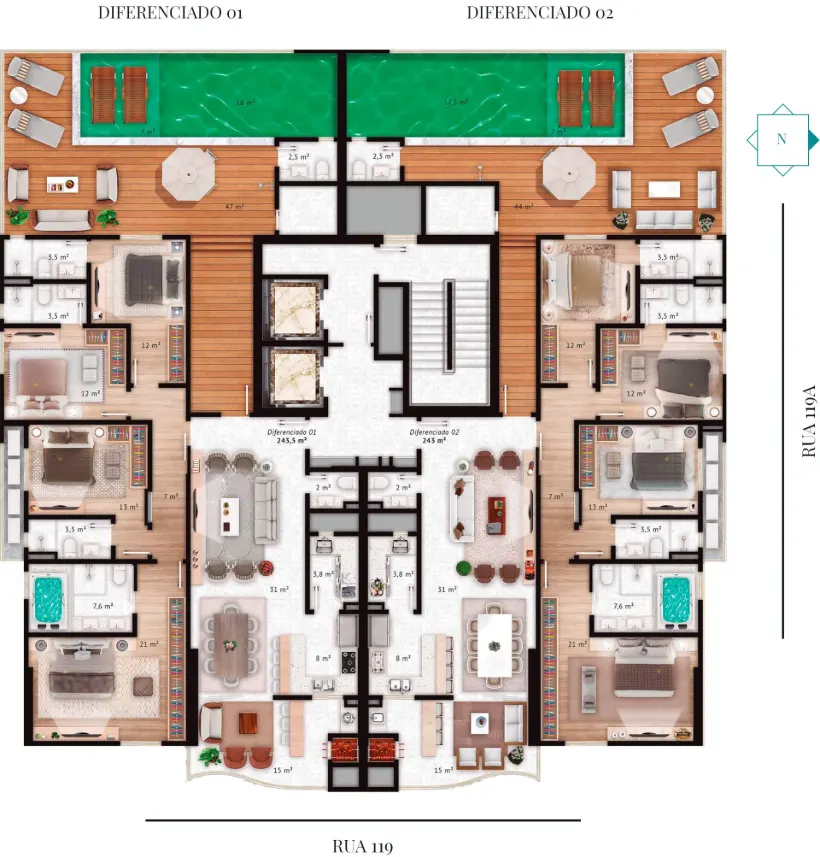 DIFERENCIADO 01
DIFERENCIADO 02
16 m²
17,5 m²
7 m²
7 m²
N
2,5 m²
2,5 m²
47 m²
44 m²
3,5 m²
3,5 m²
3,5 m²
3,5 m²
12 m²
12 m²
12 m²
12 m²
RUA 119A
Diferenciado 01
243,5 m²
Diferenciado 02
243 m²
2 m²
2 m²
7 m²
7 m²
13 m²
13 m²
3,5 m²
3,5 m²
3,8 m²
3,8 m²
31 m²
31 m²
7,6 m²
7,6 m²
21 m²
8 m²
8 m²
21 m²
15 m²
15 m²
RUA 119